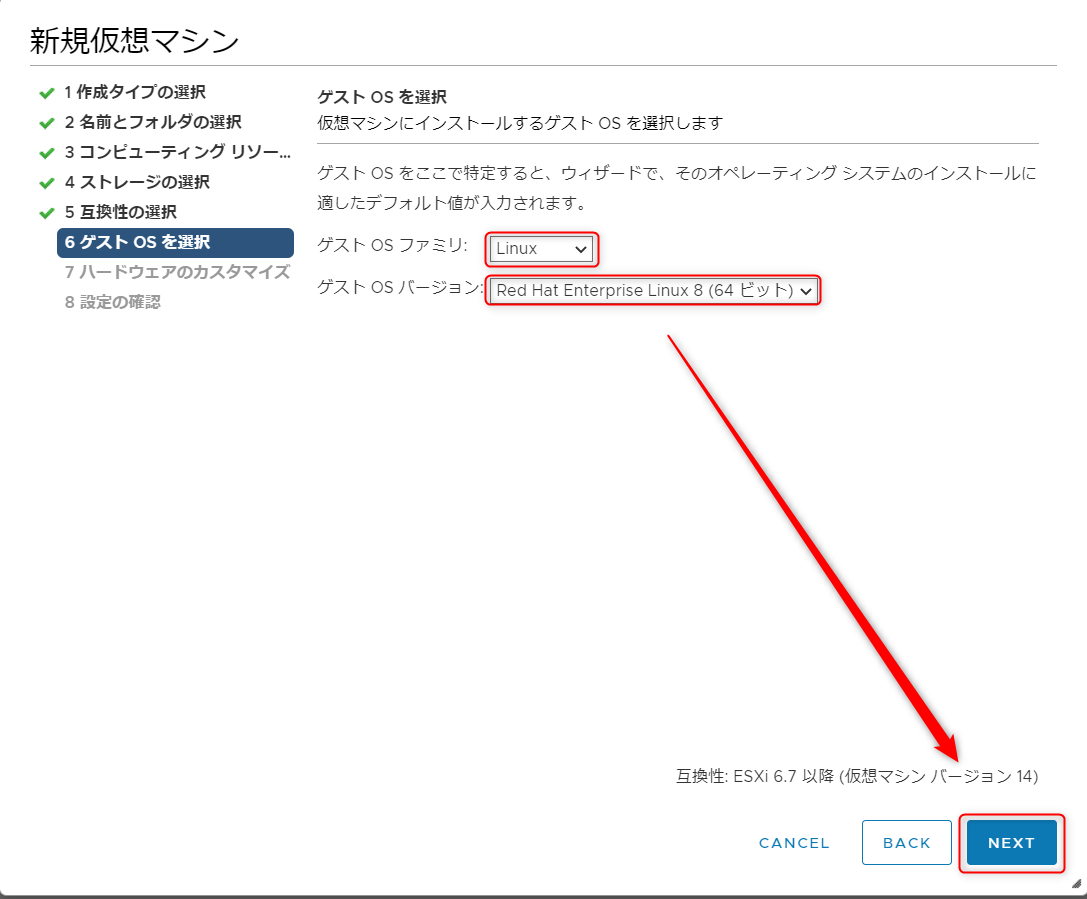 新規仮想マシン
1 作成タイプの選択
2 名前とフォルダの選択
3 コンピューティング リソー...
4 ストレージの選択
5 互換性の選択
6 ゲスト OS を選択
7 ハードウェアのカスタマイズ
8 設定の確認
ゲスト OS を選択
仮想マシンにインストールするゲスト OS を選択します
ゲスト OS をここで特定すると、ウィザードで、そのオペレーティング システムのインストールに
適したデフォルト値が入力されます。
ゲスト OS ファミリ: Linux
ゲスト OS バージョン: Red Hat Enterprise Linux 8 (64 ビット)
互換性: ESXi 6.7 以降 (仮想マシン バージョン 14)
CANCEL BACK NEXT